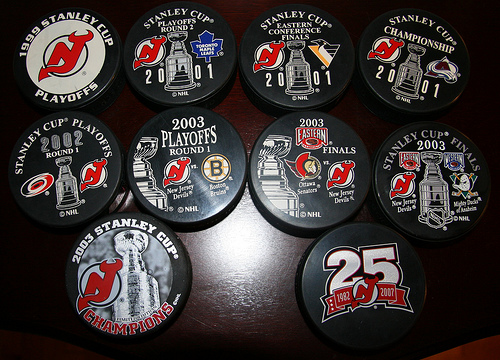 1999 STANLEY CUP
PLAYOFFS
STANLEY CUP®
PLAYOFFS
ROUND 2
TORONTO
MAPLE
LEAFS
20 01
© NHL
STANLEY CUP®
EASTERN
CONFERENCE
FINALS
20 01
© NHL
STANLEY CUP®
CHAMPIONSHIP
20 01
© NHL
STANLEY CUP® PLAYOFFS
2002
ROUND 1
© NHL
2003
PLAYOFFS
ROUND 1
VS.
B
New Jersey
Devils®
Boston
Bruins®
© NHL
2003
EASTERN
FINALS
VS.
Ottawa
Senators
New Jersey
Devils®
© NHL
STANLEY CUP® FINALS
2003
New Jersey
Devils®
Mighty Ducks
of Anaheim
© NHL
2003 STANLEY CUP®
CHAMPIONS
25
1982 2007